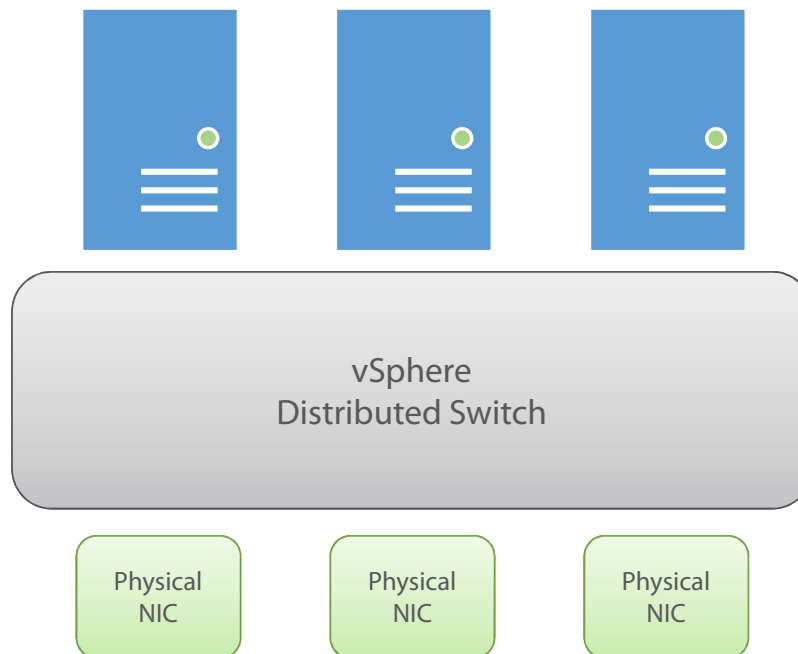 vSphere
Distributed Switch
Physical
NIC
Physical
NIC
Physical
NIC